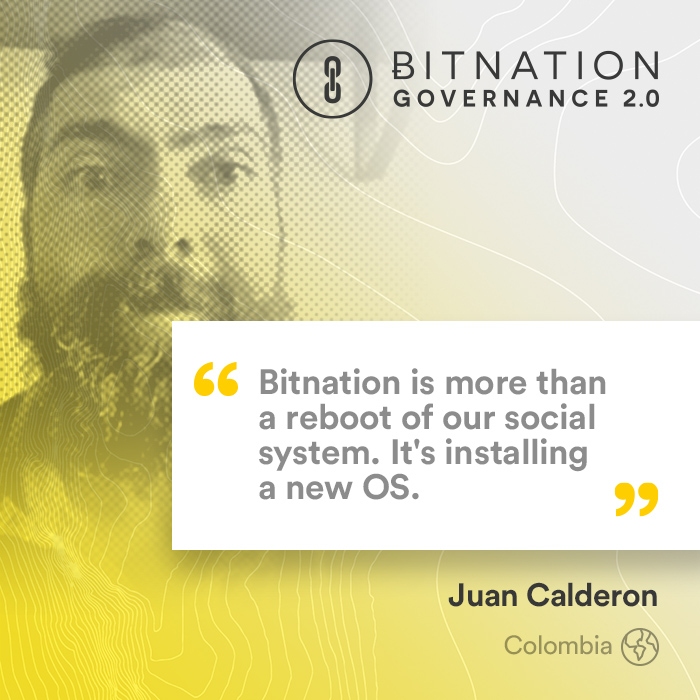 BITNATION
GOVERNANCE 2.0
“ Bitnation is more than
a reboot of our social
system. It's installing
a new OS. ”
Juan Calderon
Colombia